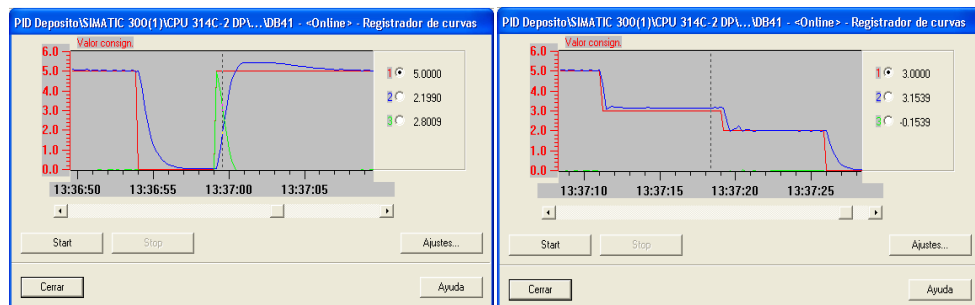 PID Deposito\SIMATIC 300(1)\CPU 314C-2 DP\...\DB41 - <Online> - Registrador de curvas
Valor consign.
6.0
5.0
4.0
3.0
2.0
1.0
0.0
13:36:50 13:36:55 13:37:00 13:37:05
1 5.0000
2 2.1990
3 2.8009
Start Stop Ajustes...
Cerrar Ayuda
PID Deposito\SIMATIC 300(1)\CPU 314C-2 DP\...\DB41 - <Online> - Registrador de curvas
Valor consign.
6.0
5.0
4.0
3.0
2.0
1.0
0.0
13:37:10 13:37:15 13:37:20 13:37:25
1 3.0000
2 3.1539
3 -0.1539
Start Stop Ajustes...
Cerrar Ayuda